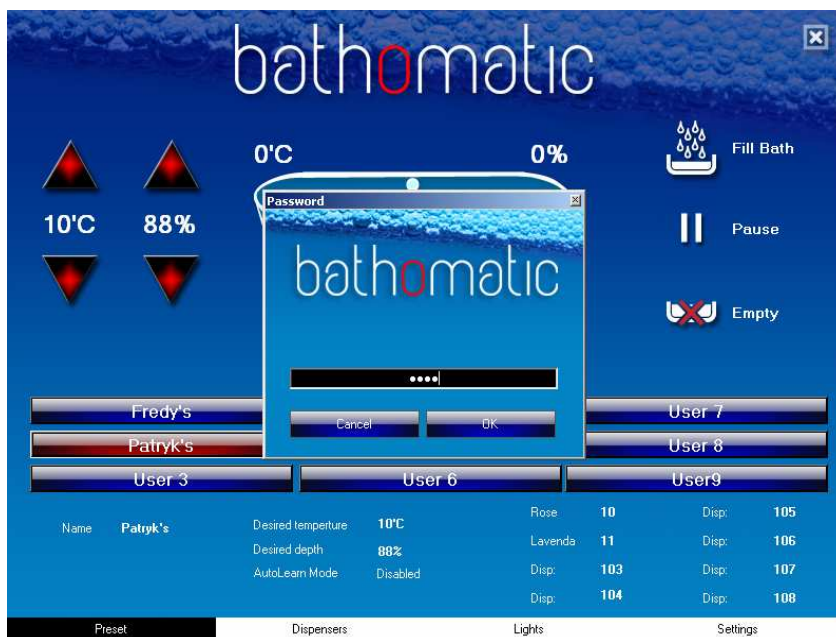 bathomatic
0'C 0%
Fill Bath
10'C 88%
Pause
Empty
Password
bathomatic
••••
Cancel OK
Fredy's User 7
Patryk's User 8
User 3 User 6 User9
Name Patryk's
Desired temperture 10'C
Desired depth 88%
AutoLearn Mode Disabled
Rose 10 Disp: 105
Lavenda 11 Disp: 106
Disp: 103 Disp: 107
Disp: 104 Disp: 108
Preset Dispensers Lights Settings